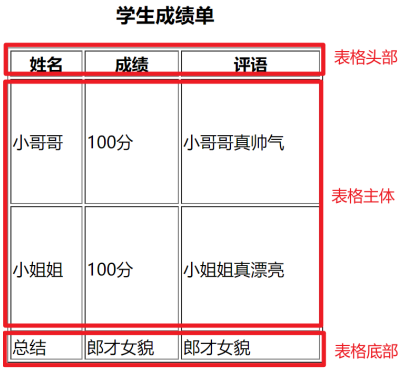 学生成绩单
姓名 成绩 评语
表格头部
小哥哥 100分 小哥哥真帅气
表格主体
小姐姐 100分 小姐姐真漂亮
总结 郎才女貌 郎才女貌
表格底部